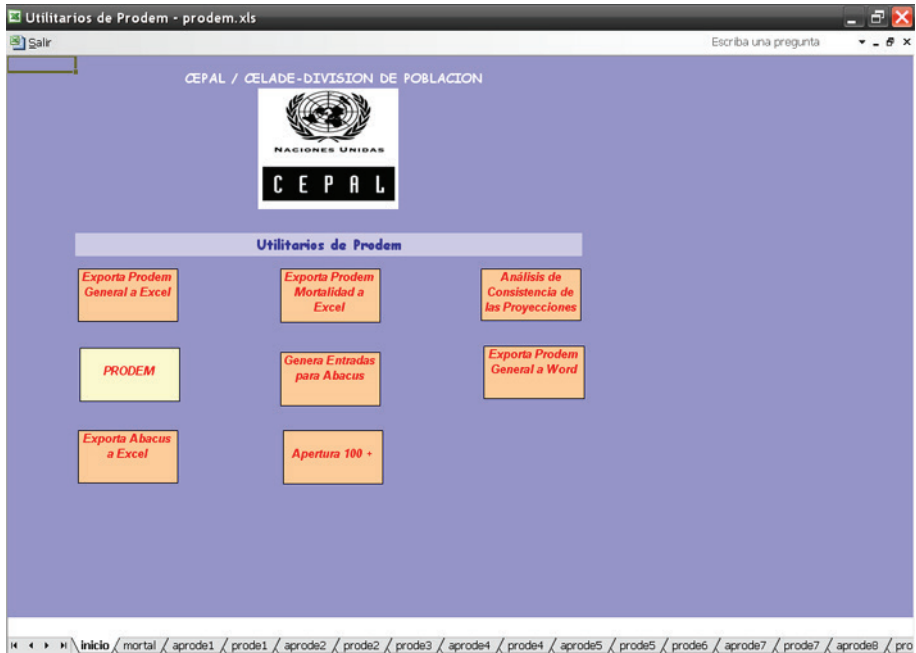 Utilitarios de Prodem - prodem.xls
Salir
Escriba una pregunta
CEPAL / CELADE-DIVISION DE POBLACION
NACIONES UNIDAS
CEPAL
Utilitarios de Prodem
Exporta Prodem
General a Excel
Exporta Prodem
Mortalidad a
Excel
Análisis de
Consistencia de
las Proyecciones
PRODEM
Genera Entradas
para Abacus
Exporta Prodem
General a Word
Exporta Abacus
a Excel
Apertura 100 +
inicio / mortal / aprode1 / prode1 / aprode2 / prode2 / prode3 / aprode4 / prode4 / aprode5 / prode5 / prode6 / aprode7 / prode7 / aprode8 / pro